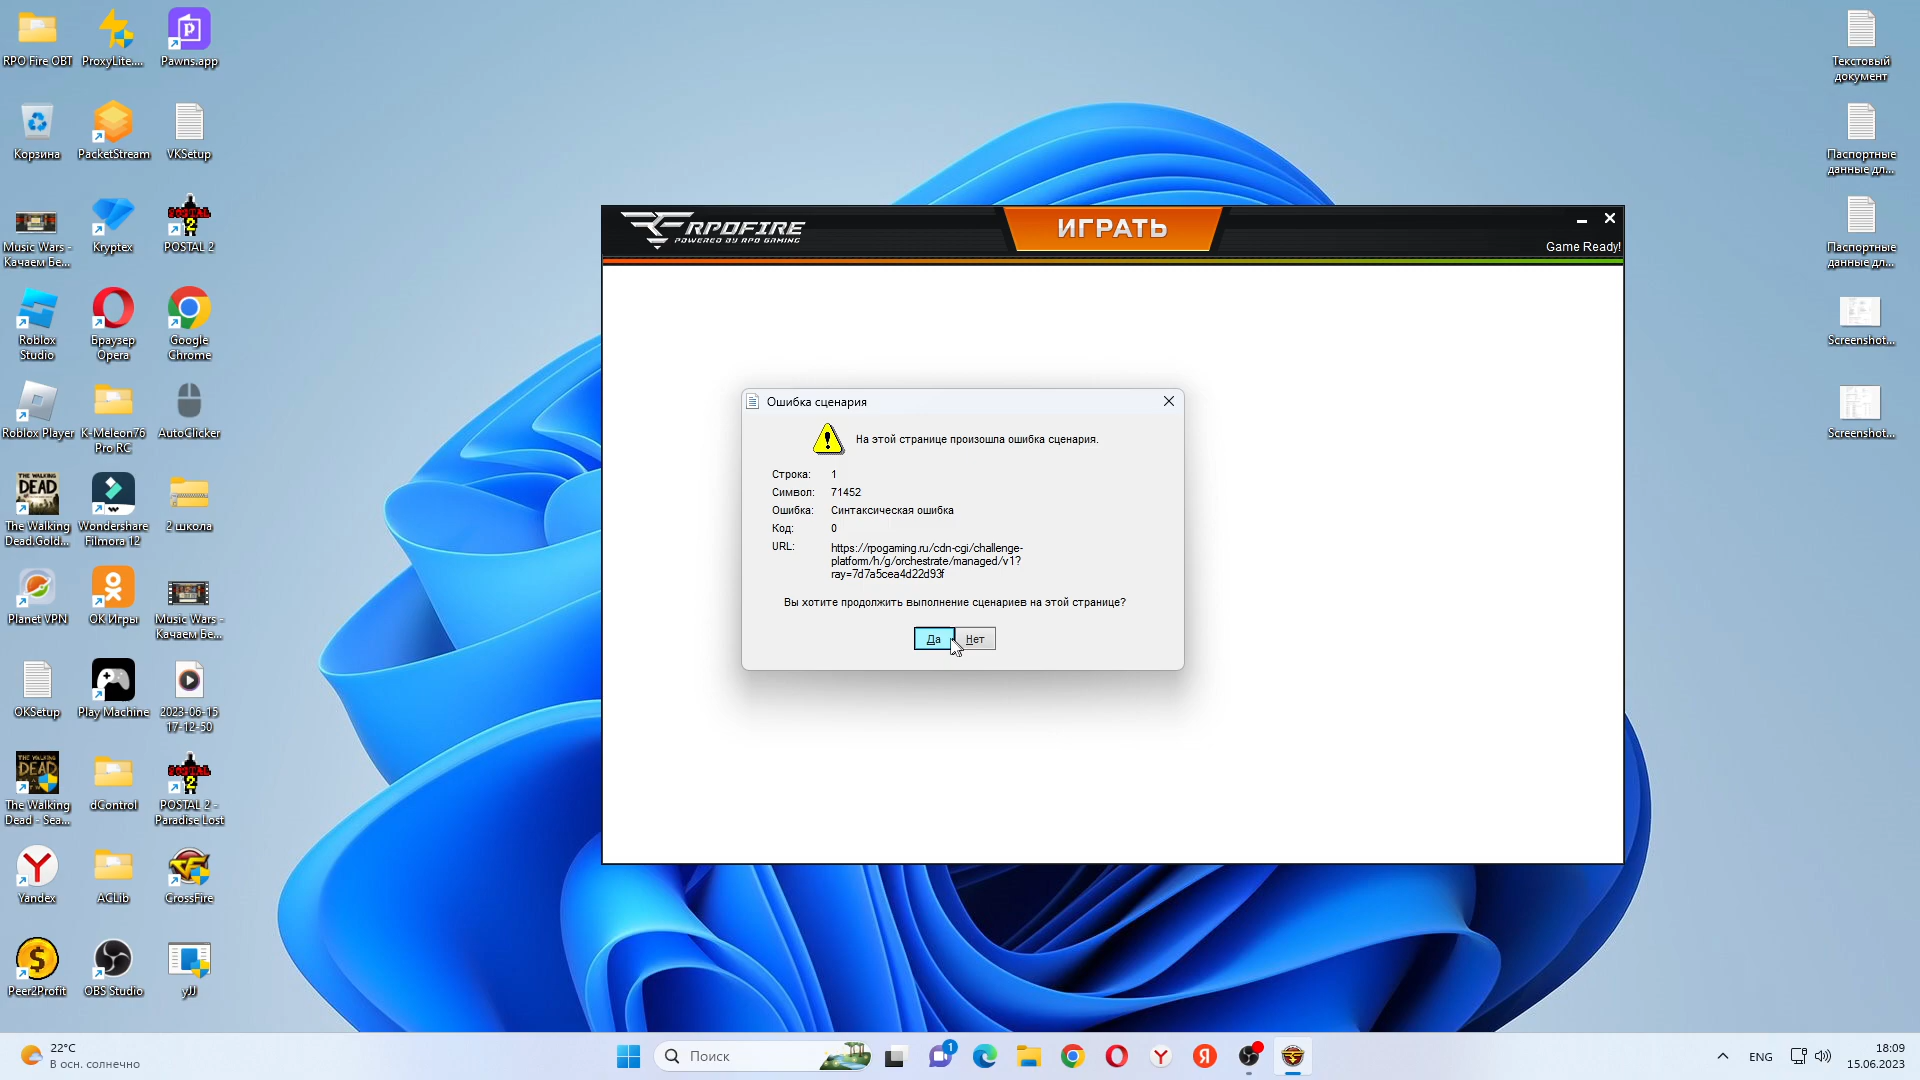 RPO Fire OBT
ProxyLite....
Pawns.app
Корзина
PacketStream
VKSetup
Music Wars -
Качаем Бе...
Kryptex
POSTAL 2
Roblox
Studio
Браузер
Opera
Google
Chrome
Roblox Player
K-Meleon76
Pro RC
AutoClicker
The Walking
Dead.Gold...
Wondershare
Filmora 12
2 школа
Planet VPN
ОК Игры
Music Wars -
Качаем Бе...
OKSetup
Play Machine
2023-06-15
17-12-50
The Walking
Dead - Sea...
dControl
POSTAL 2 -
Paradise Lost
Yandex
ACLib
CrossFire
Peer2Profit
OBS Studio
yJJ
Текстовый
документ
Паспортные
данные дл...
Паспортные
данные дл...
Screenshot...
Screenshot...
RPOFIRE
POWERED BY RPO GAMING
ИГРАТЬ
Game Ready!
Ошибка сценария
На этой странице произошла ошибка сценария.
Строка: 1
Символ: 71452
Ошибка: Синтаксическая ошибка
Код: 0
URL: https://rpogaming.ru/cdn-cgi/challenge-
platform/h/g/orchestrate/managed/v1?
ray=7d7a5cea4d22d93f
Вы хотите продолжить выполнение сценариев на этой странице?
Да Нет
22°C
В осн. солнечно
Поиск
1
ENG
18:09
15.06.2023